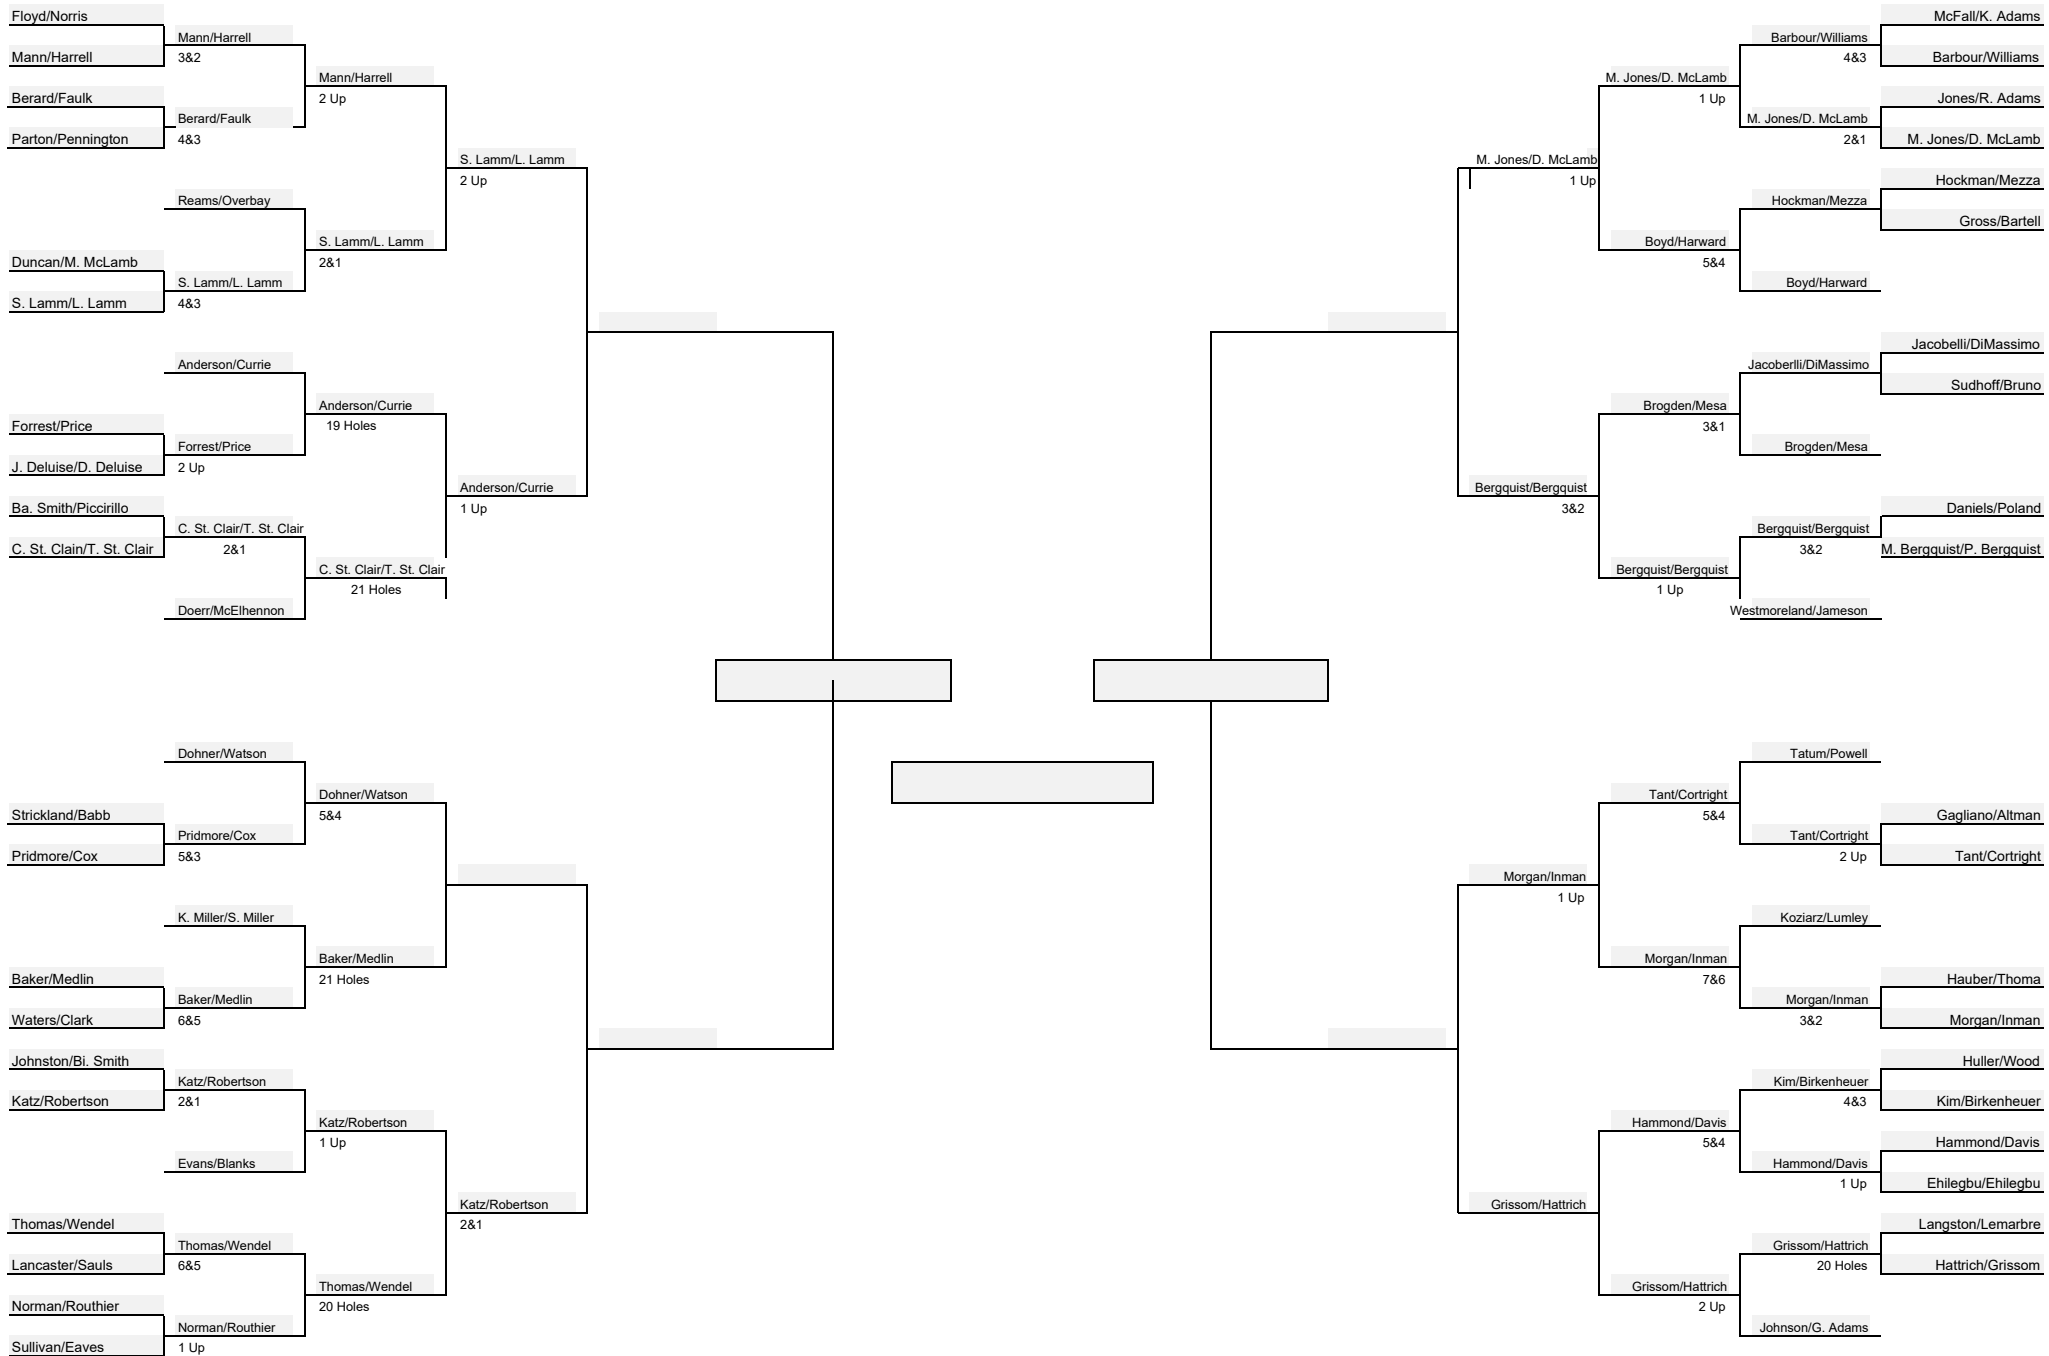 Floyd/Norris
Mann/Harrell
Berard/Faulk
Parton/Pennington
Duncan/M. McLamb
S. Lamm/L. Lamm
Forrest/Price
J. Deluise/D. Deluise
Ba. Smith/Piccirillo
C. St. Clain/T. St. Clair
Strickland/Babb
Pridmore/Cox
Baker/Medlin
Waters/Clark
Johnston/Bi. Smith
Katz/Robertson
Thomas/Wendel
Lancaster/Sauls
Norman/Routhier
Sullivan/Eaves
Mann/Harrell
3&2
Berard/Faulk
4&3
Reams/Overbay
S. Lamm/L. Lamm
4&3
Anderson/Currie
Forrest/Price
2 Up
C. St. Clair/T. St. Clair
2&1
Doerr/McElhennon
Dohner/Watson
Pridmore/Cox
5&3
K. Miller/S. Miller
Baker/Medlin
6&5
Katz/Robertson
2&1
Evans/Blanks
Thomas/Wendel
6&5
Norman/Routhier
1 Up
Mann/Harrell
2 Up
S. Lamm/L. Lamm
2&1
Anderson/Currie
19 Holes
C. St. Clair/T. St. Clair
21 Holes
Dohner/Watson
5&4
Baker/Medlin
21 Holes
Katz/Robertson
1 Up
Thomas/Wendel
20 Holes
S. Lamm/L. Lamm
2 Up
Anderson/Currie
1 Up
Katz/Robertson
2&1
M. Jones/D. McLamb
1 Up
Bergquist/Bergquist
3&2
Morgan/Inman
1 Up
Grissom/Hattrich
M. Jones/D. McLamb
1 Up
Boyd/Harward
5&4
Brogden/Mesa
3&1
Bergquist/Bergquist
1 Up
Tant/Cortright
5&4
Morgan/Inman
7&6
Hammond/Davis
5&4
Grissom/Hattrich
2 Up
Barbour/Williams
4&3
M. Jones/D. McLamb
2&1
Hockman/Mezza
Boyd/Harward
Jacoberlli/DiMassimo
Brogden/Mesa
Bergquist/Bergquist
3&2
Westmoreland/Jameson
Tatum/Powell
Tant/Cortright
2 Up
Koziarz/Lumley
Morgan/Inman
3&2
Kim/Birkenheuer
4&3
Hammond/Davis
1 Up
Grissom/Hattrich
20 Holes
Johnson/G. Adams
McFall/K. Adams
Barbour/Williams
Jones/R. Adams
M. Jones/D. McLamb
Hockman/Mezza
Gross/Bartell
Jacobelli/DiMassimo
Sudhoff/Bruno
Daniels/Poland
M. Bergquist/P. Bergquist
Gagliano/Altman
Tant/Cortright
Hauber/Thoma
Morgan/Inman
Huller/Wood
Kim/Birkenheuer
Hammond/Davis
Ehilegbu/Ehilegbu
Langston/Lemarbre
Hattrich/Grissom